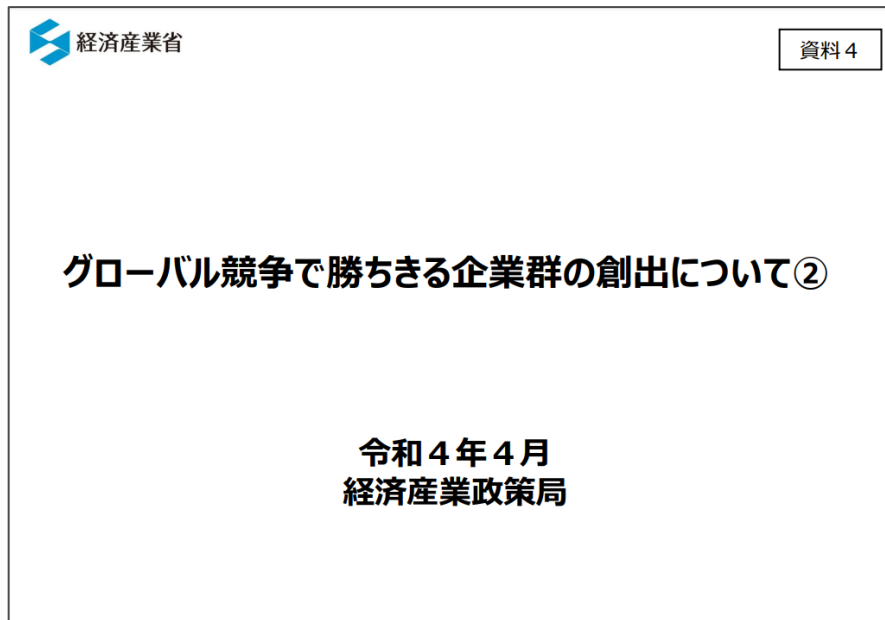 経済産業省
資料４
グローバル競争で勝ちきる企業群の創出について②
令和４年４月
経済産業政策局